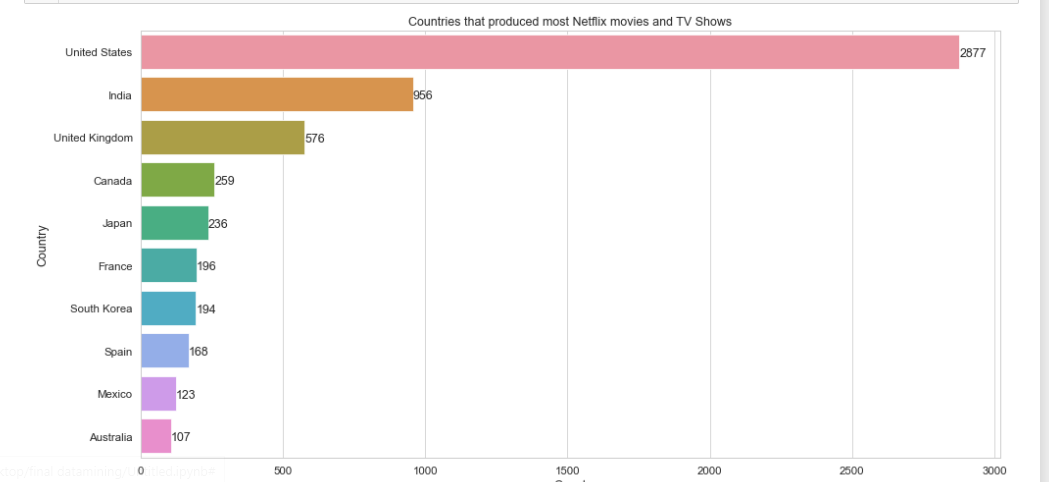 Countries that produced most Netflix movies and TV Shows
United States
2877
India
956
United Kingdom
576
Canada
259
Japan
236
Country
France
196
South Korea
194
Spain
168
Mexico
123
Australia
107
0 500 1000 1500 2000 2500 3000